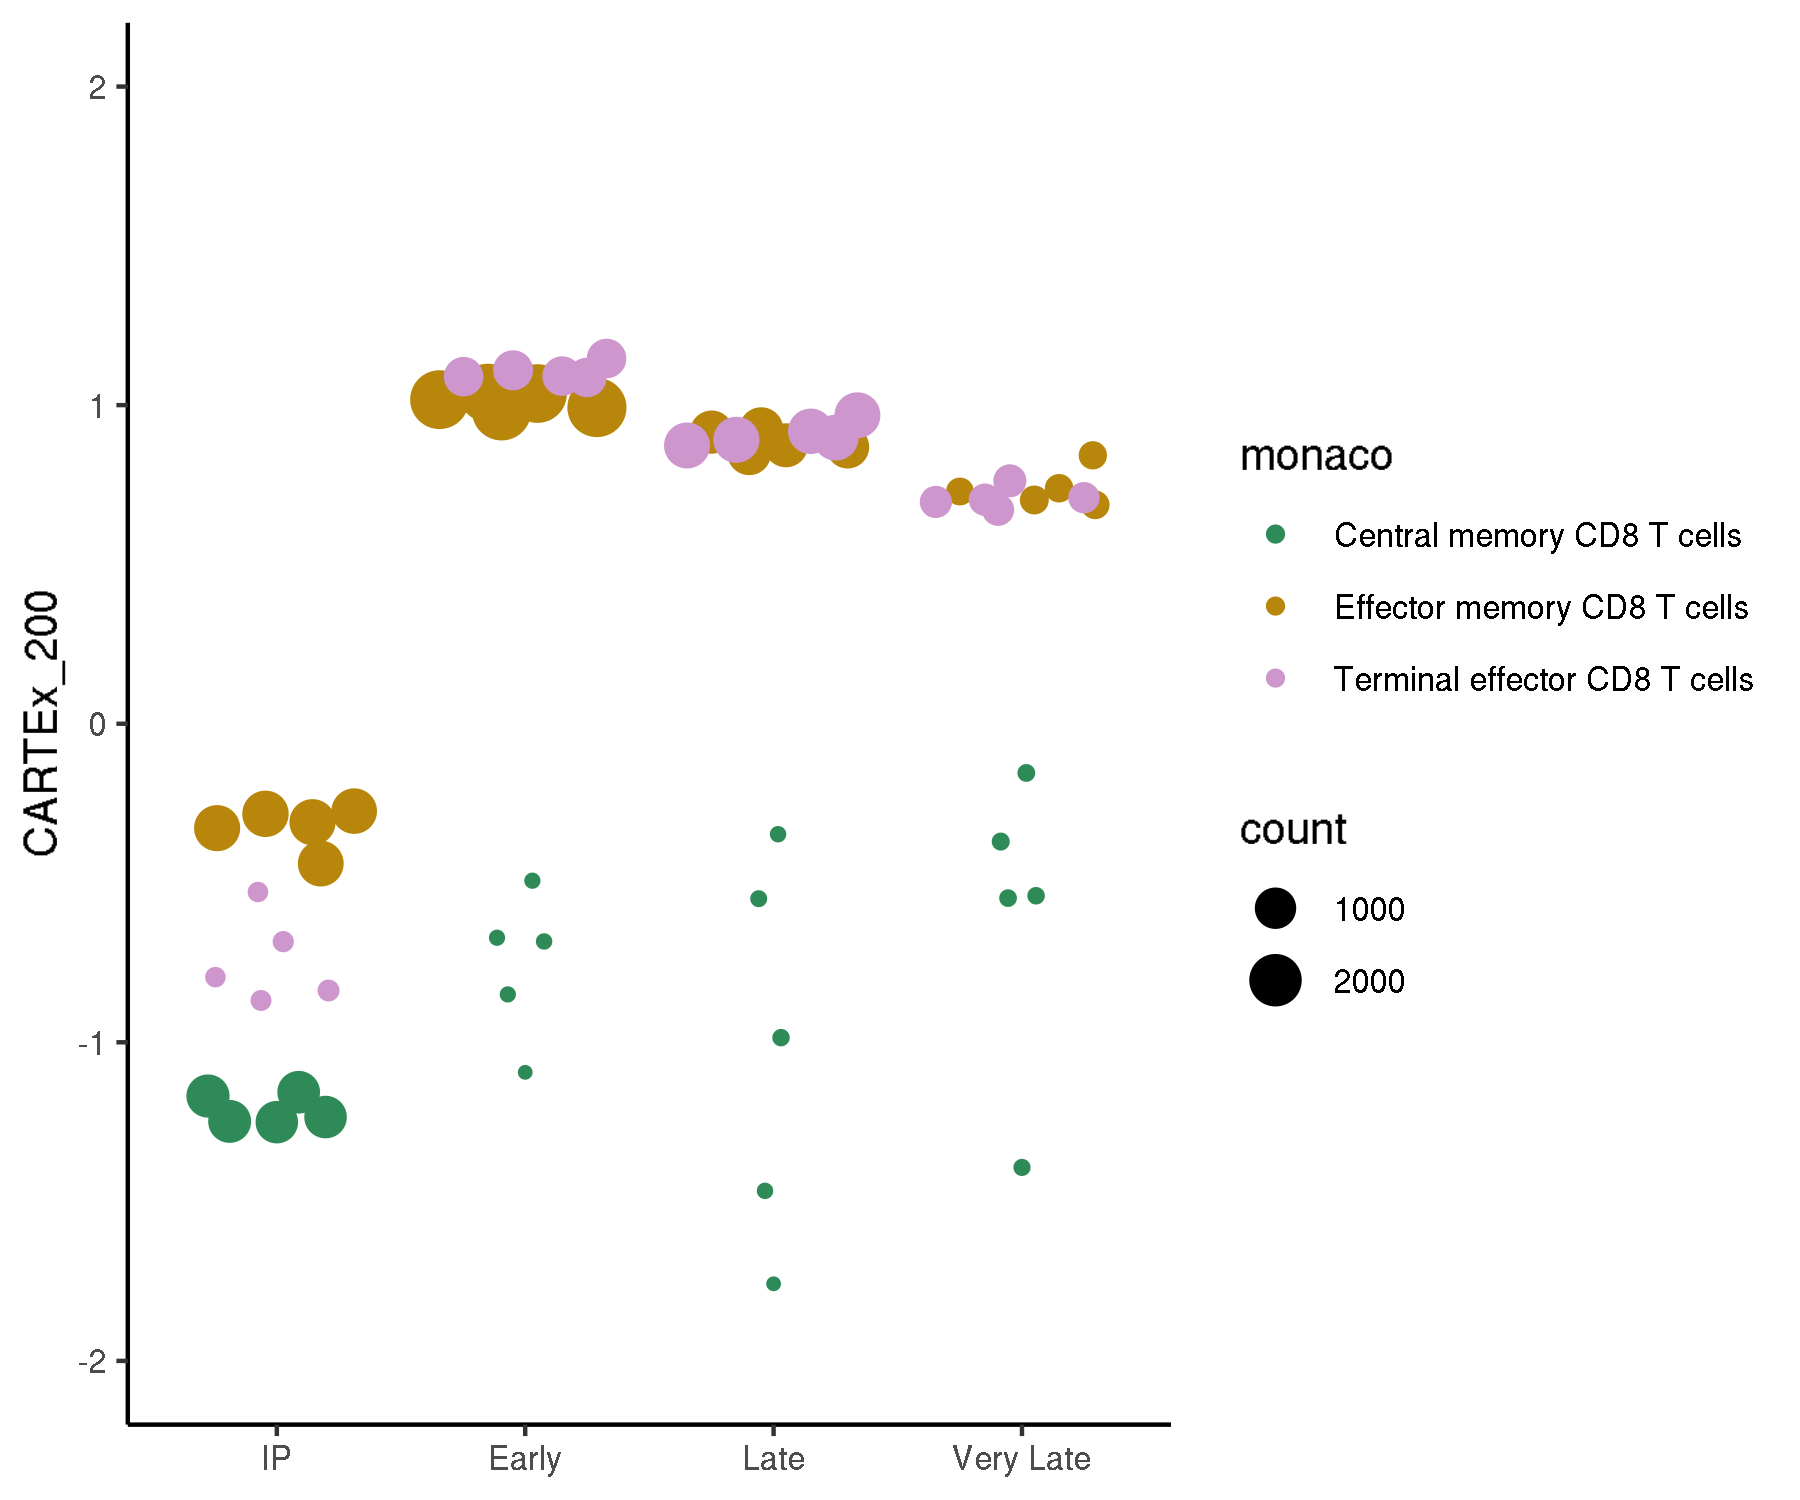 CARTEx_200
2
1
0
-1
-2
IP
Early
Late
Very Late
monaco
Central memory CD8 T cells
Effector memory CD8 T cells
Terminal effector CD8 T cells
count
1000
2000